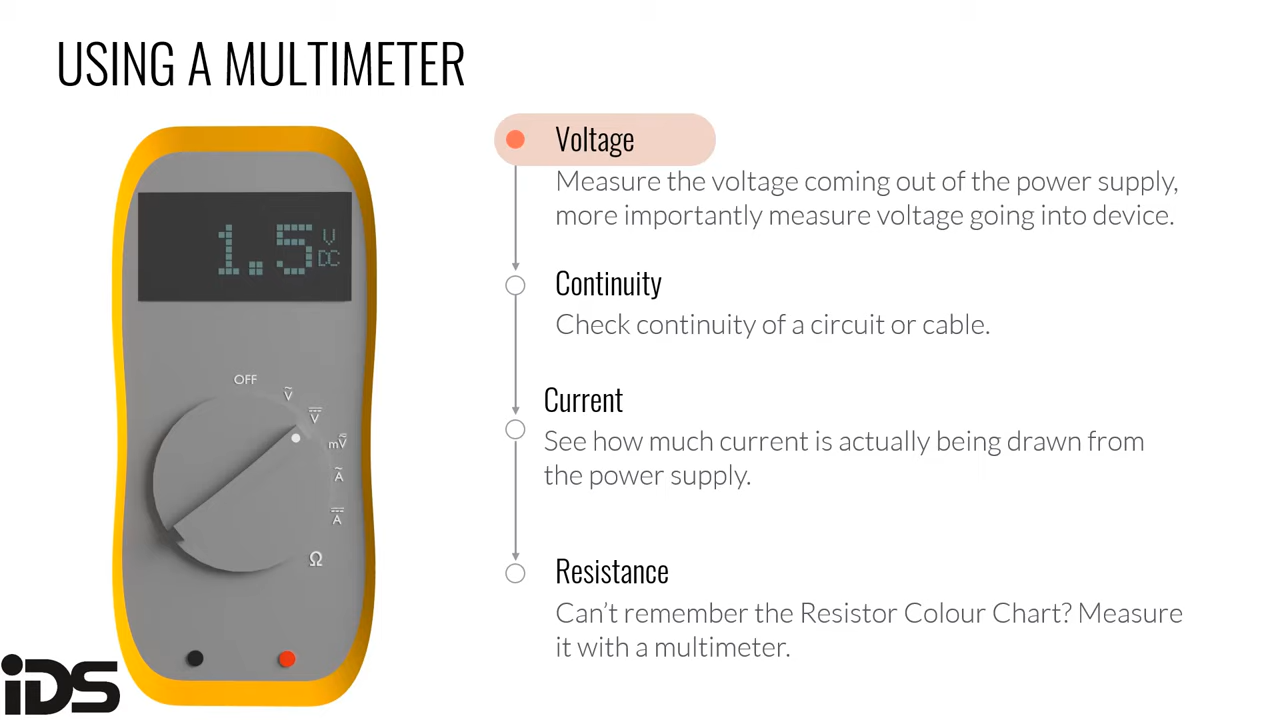 USING A MULTIMETER
1.5 V DC
OFF
Ṽ
V
mV
Ã
A
Ω
iDS
Voltage
Measure the voltage coming out of the power supply,
more importantly measure voltage going into device.
Continuity
Check continuity of a circuit or cable.
Current
See how much current is actually being drawn from
the power supply.
Resistance
Can’t remember the Resistor Colour Chart? Measure
it with a multimeter.